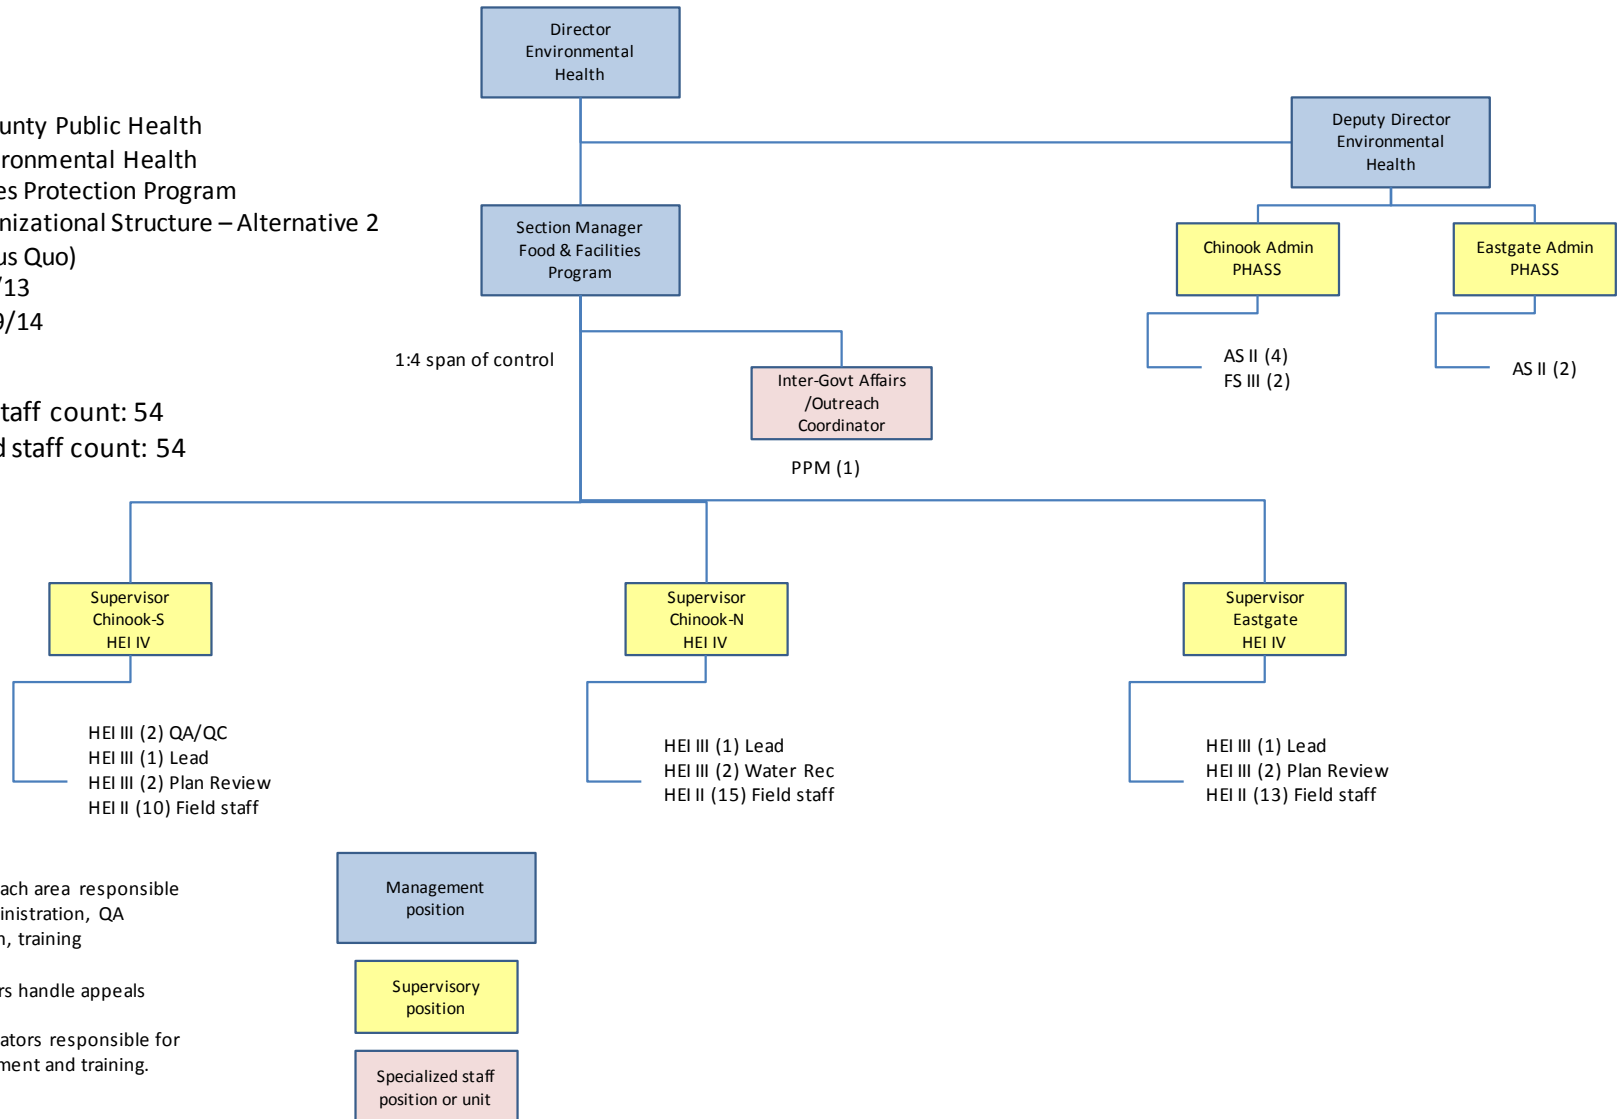 Director
Environmental
Health
unty Public Health
ronmental Health
es Protection Program
nizational Structure – Alternative 2
us Quo)
/13
9/14
Deputy Director
Environmental
Health
Section Manager
Food & Facilities
Program
Chinook Admin
PHASS
Eastgate Admin
PHASS
1:4 span of control
AS II (4)
FS III (2)
AS II (2)
Inter-Govt Affairs
/Outreach
Coordinator
PPM (1)
taff count: 54
d staff count: 54
Supervisor
Chinook-S
HEI IV
Supervisor
Chinook-N
HEI IV
Supervisor
Eastgate
HEI IV
HEI III (2) QA/QC
HEI III (1) Lead
HEI III (2) Plan Review
HEI II (10) Field staff
HEI III (1) Lead
HEI III (2) Water Rec
HEI II (15) Field staff
HEI III (1) Lead
HEI III (2) Plan Review
HEI II (13) Field staff
ach area responsible
inistration, QA
n, training
rs handle appeals
ators responsible for
ment and training.
Management
position
Supervisory
position
Specialized staff
position or unit